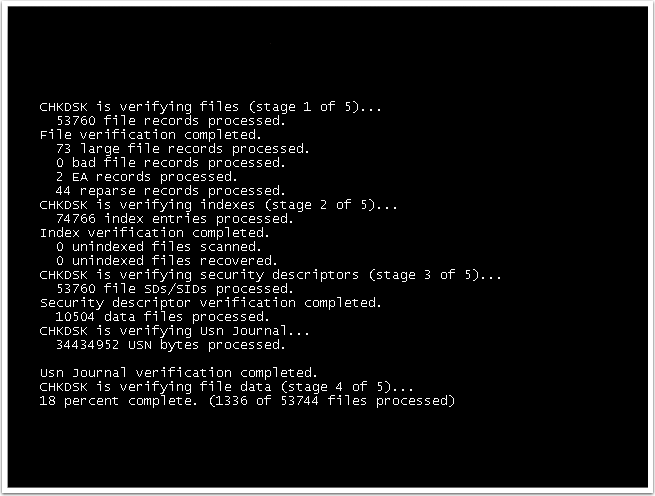 CHKDSK is verifying files (stage 1 of 5)...
53760 file records processed.
File verification completed.
73 large file records processed.
0 bad file records processed.
2 EA records processed.
44 reparse records processed.
CHKDSK is verifying indexes (stage 2 of 5)...
74766 index entries processed.
Index verification completed.
0 unindexed files scanned.
0 unindexed files recovered.
CHKDSK is verifying security descriptors (stage 3 of 5)...
53760 file SDs/SIDs processed.
Security descriptor verification completed.
10504 data files processed.
CHKDSK is verifying Usn Journal...
34434952 USN bytes processed.
Usn Journal verification completed.
CHKDSK is verifying file data (stage 4 of 5)...
18 percent complete. (1336 of 53744 files processed)